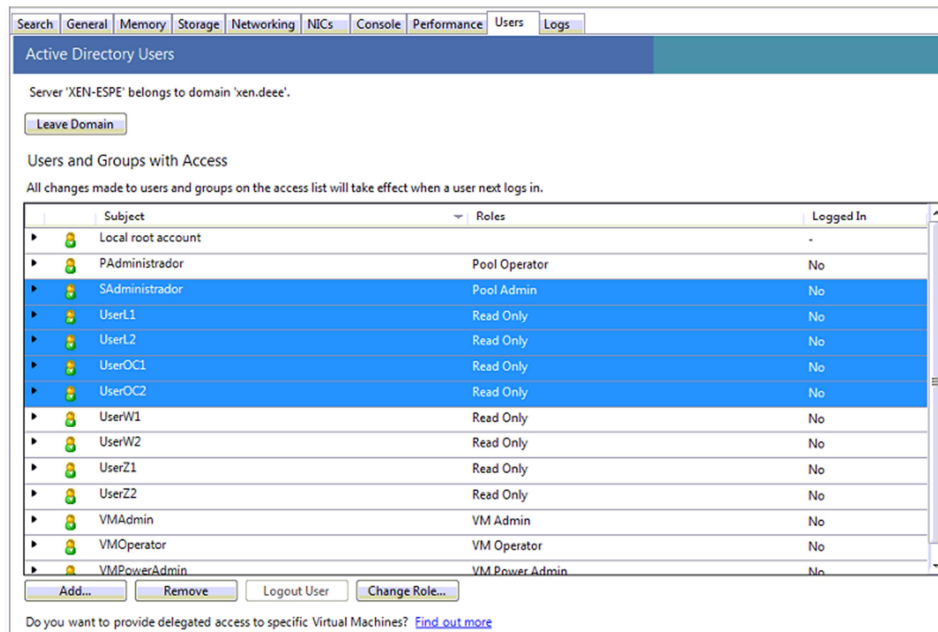 Search General Memory Storage Networking NICs Console Performance Users Logs
Active Directory Users
Server 'XEN-ESPE' belongs to domain 'xen.deee'.
Leave Domain
Users and Groups with Access
All changes made to users and groups on the access list will take effect when a user next logs in.
Subject Roles Logged In
Local root account -
PAdministrador Pool Operator No
SAdministrador Pool Admin No
UserL1 Read Only No
UserL2 Read Only No
UserOC1 Read Only No
UserOC2 Read Only No
UserW1 Read Only No
UserW2 Read Only No
UserZ1 Read Only No
UserZ2 Read Only No
VMAdmin VM Admin No
VMOperator VM Operator No
VMPowerAdmin VM Power Admin No
Add... Remove Logout User Change Role...
Do you want to provide delegated access to specific Virtual Machines? Find out more